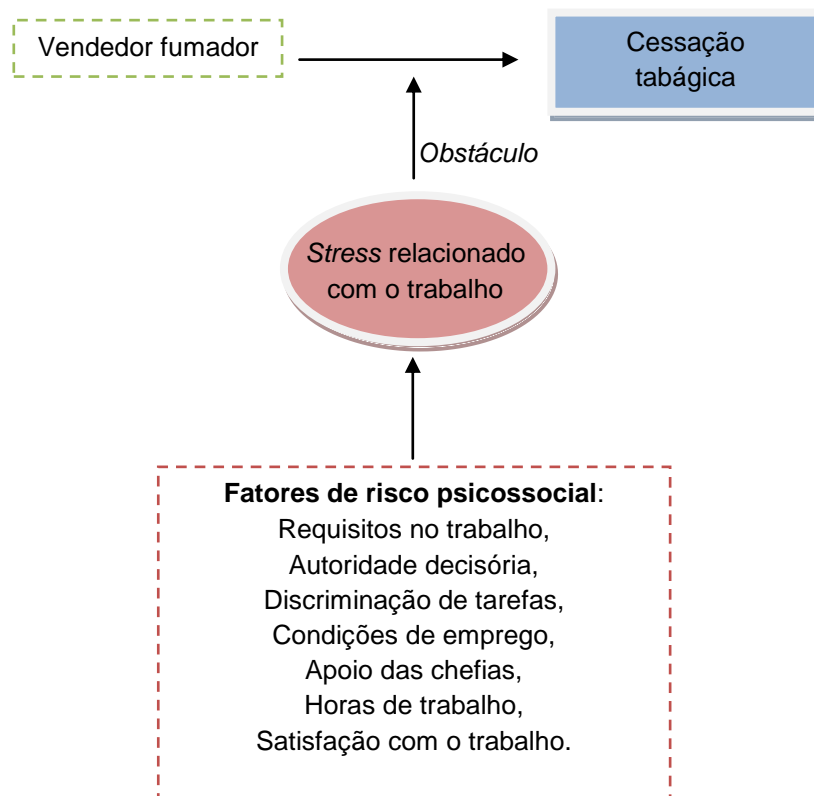 Vendedor fumador
Cessação
tabágica
Obstáculo
Stress relacionado
com o trabalho
Fatores de risco psicossocial:
Requisitos no trabalho,
Autoridade decisória,
Discriminação de tarefas,
Condições de emprego,
Apoio das chefias,
Horas de trabalho,
Satisfação com o trabalho.